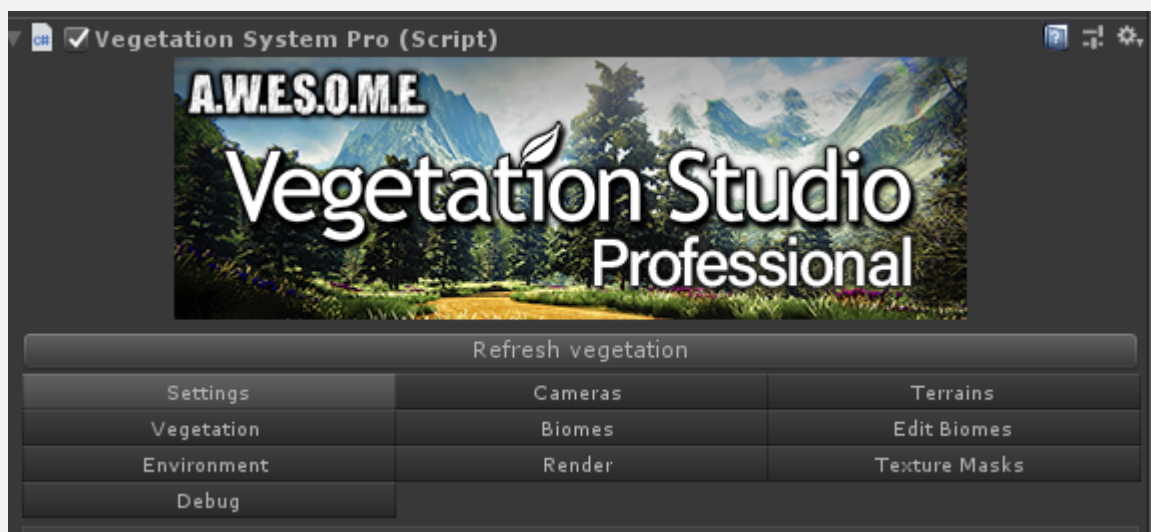 Vegetation System Pro (Script)
A.W.E.S.O.M.E.
Vegetation Studio
Professional
Refresh vegetation
Settings Cameras Terrains
Vegetation Biomes Edit Biomes
Environment Render Texture Masks
Debug